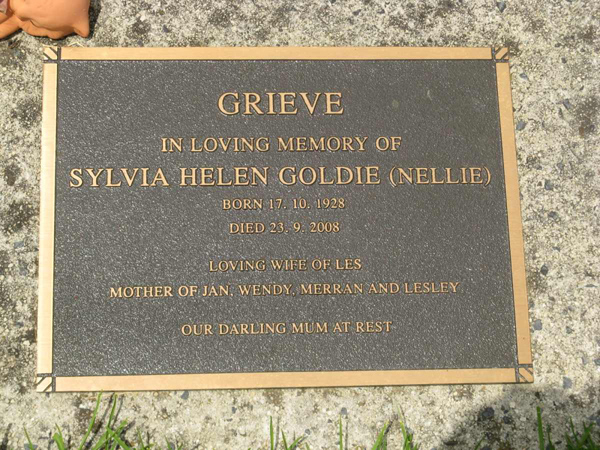 GRIEVE
IN LOVING MEMORY OF
SYLVIA HELEN GOLDIE (NELLIE)
BORN 17. 10. 1928
DIED 23. 9. 2008
LOVING WIFE OF LES
MOTHER OF JAN, WENDY, MERRAN AND LESLEY
OUR DARLING MUM AT REST